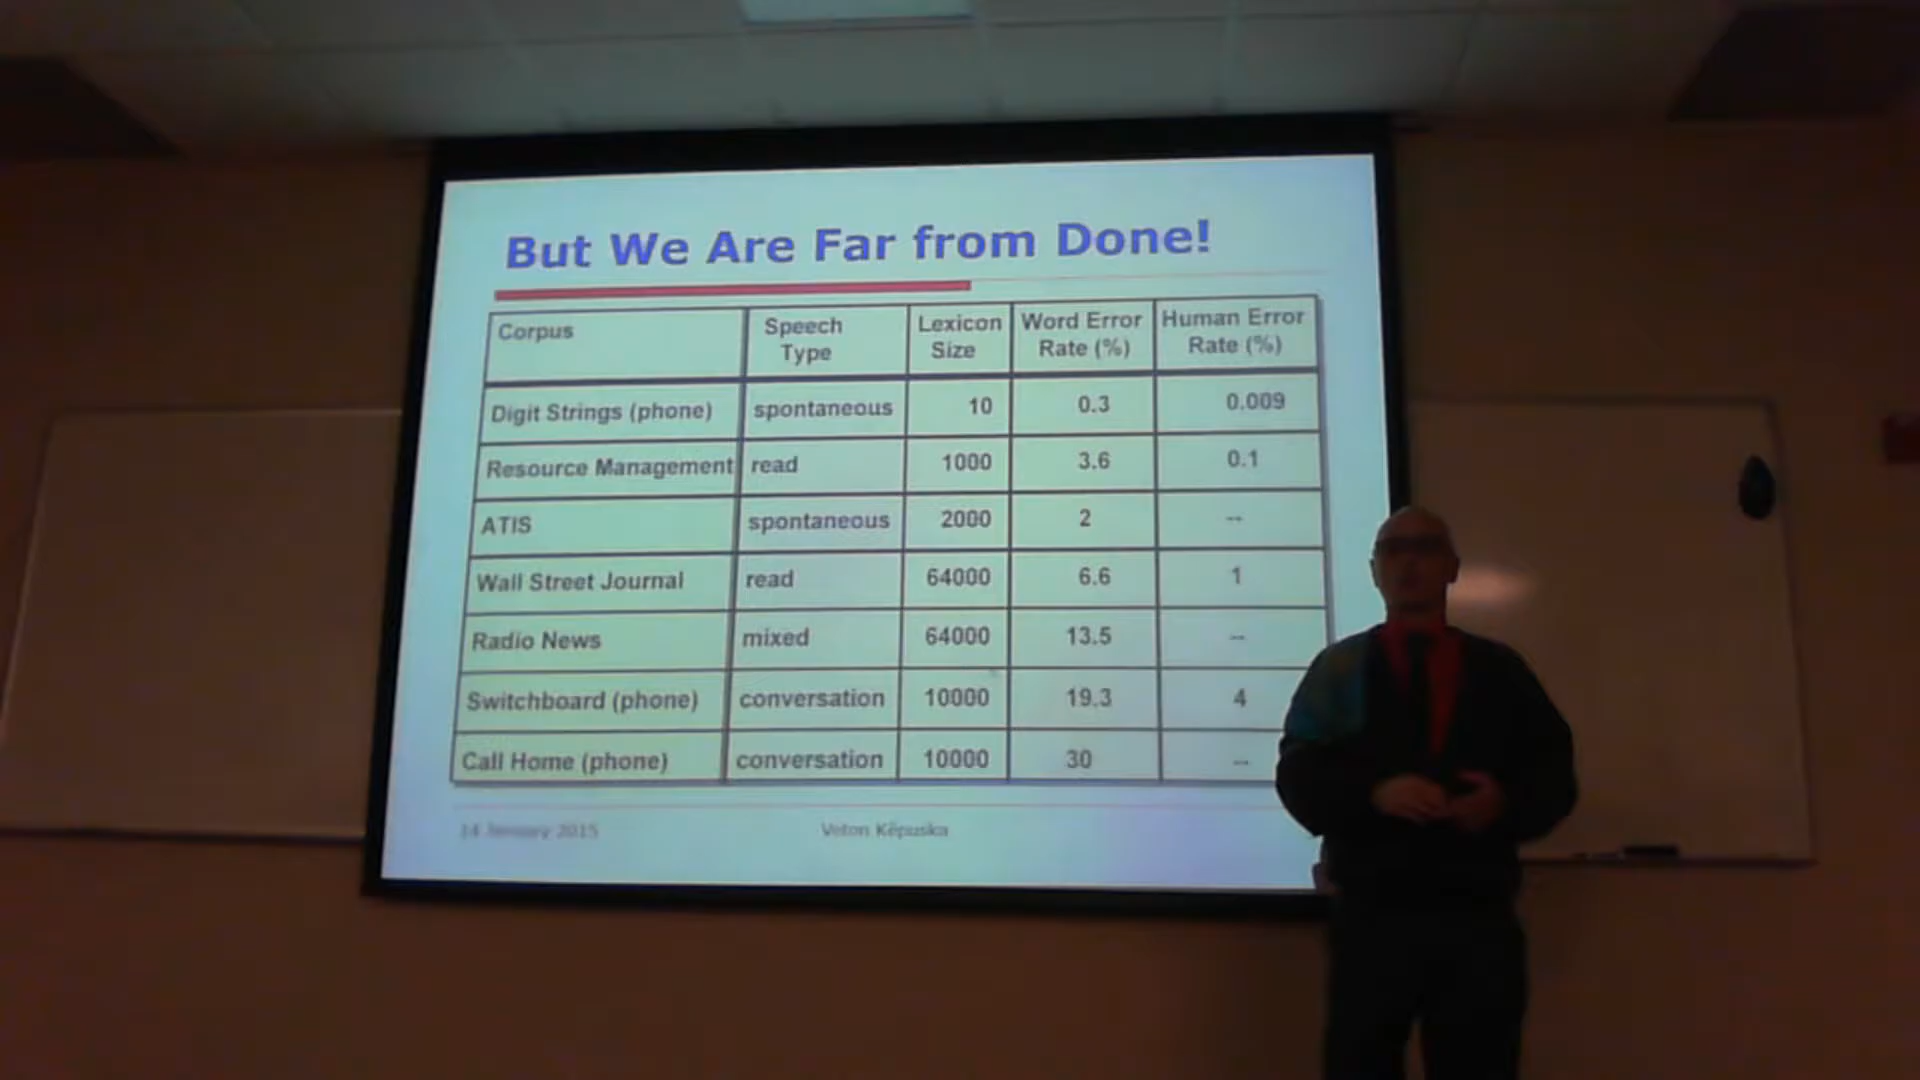 But We Are Far from Done!
Corpus Speech Type Lexicon Size Word Error Rate (%) Human Error Rate (%)
Digit Strings (phone) spontaneous 10 0.3 0.009
Resource Management read 1000 3.6 0.1
ATIS spontaneous 2000 2 --
Wall Street Journal read 64000 6.6 1
Radio News mixed 64000 13.5 --
Switchboard (phone) conversation 10000 19.3 4
Call Home (phone) conversation 10000 30 --
14 January 2015 Veton Këpuska